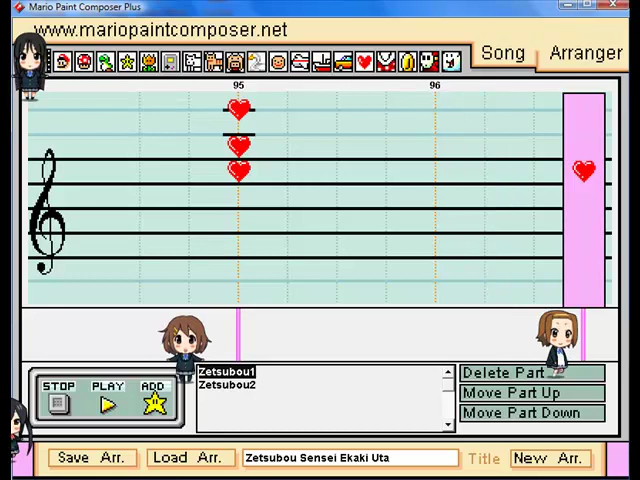 Mario Paint Composer Plus
www.mariopaintcomposer.net
Song
Arranger
95
96
STOP
PLAY
ADD
Zetsubou1
Zetsubou2
Delete Part
Move Part Up
Move Part Down
Save Arr.
Load Arr.
Zetsubou Sensei Ekaki Uta
Title
New Arr.